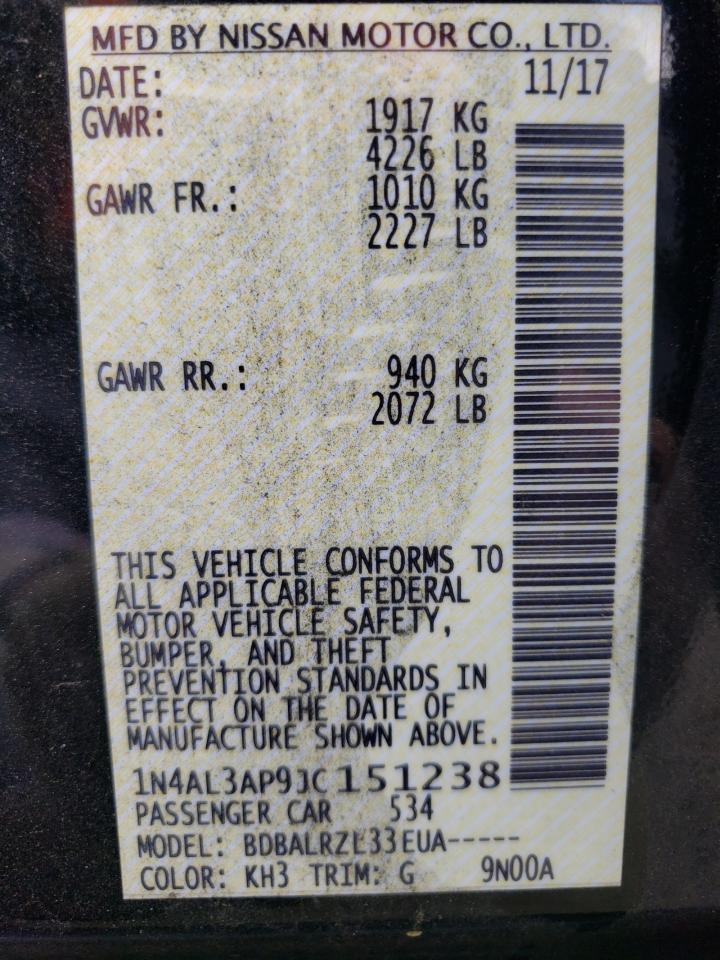 MFD BY NISSAN MOTOR CO., LTD.
DATE: 11/17
GVWR: 1917 KG
4226 LB
GAWR FR.: 1010 KG
2227 LB
GAWR RR.: 940 KG
2072 LB
THIS VEHICLE CONFORMS TO
ALL APPLICABLE FEDERAL
MOTOR VEHICLE SAFETY,
BUMPER, AND THEFT
PREVENTION STANDARDS IN
EFFECT ON THE DATE OF
MANUFACTURE SHOWN ABOVE.
1N4AL3AP9JC151238
PASSENGER CAR 534
MODEL: BDBALRZL33EUA-----
COLOR: KH3 TRIM: G 9N00A